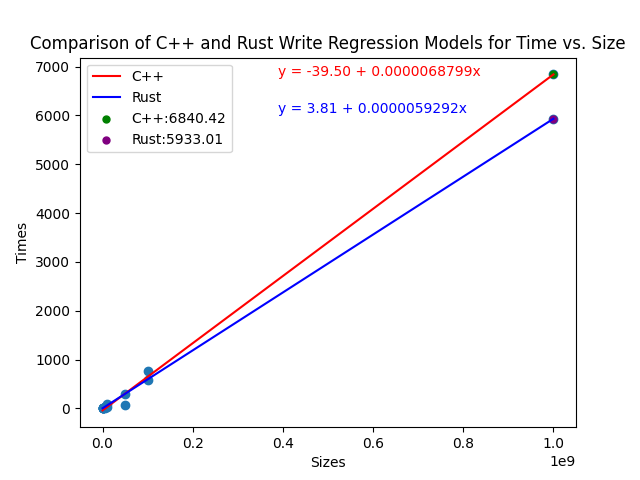 Comparison of C++ and Rust Write Regression Models for Time vs. Size
7000
6000
5000
4000
3000
2000
1000
0
Times
C++
Rust
C++:6840.42
Rust:5933.01
y = -39.50 + 0.0000068799x
y = 3.81 + 0.0000059292x
0.0 0.2 0.4 0.6 0.8 1.0
1e9
Sizes